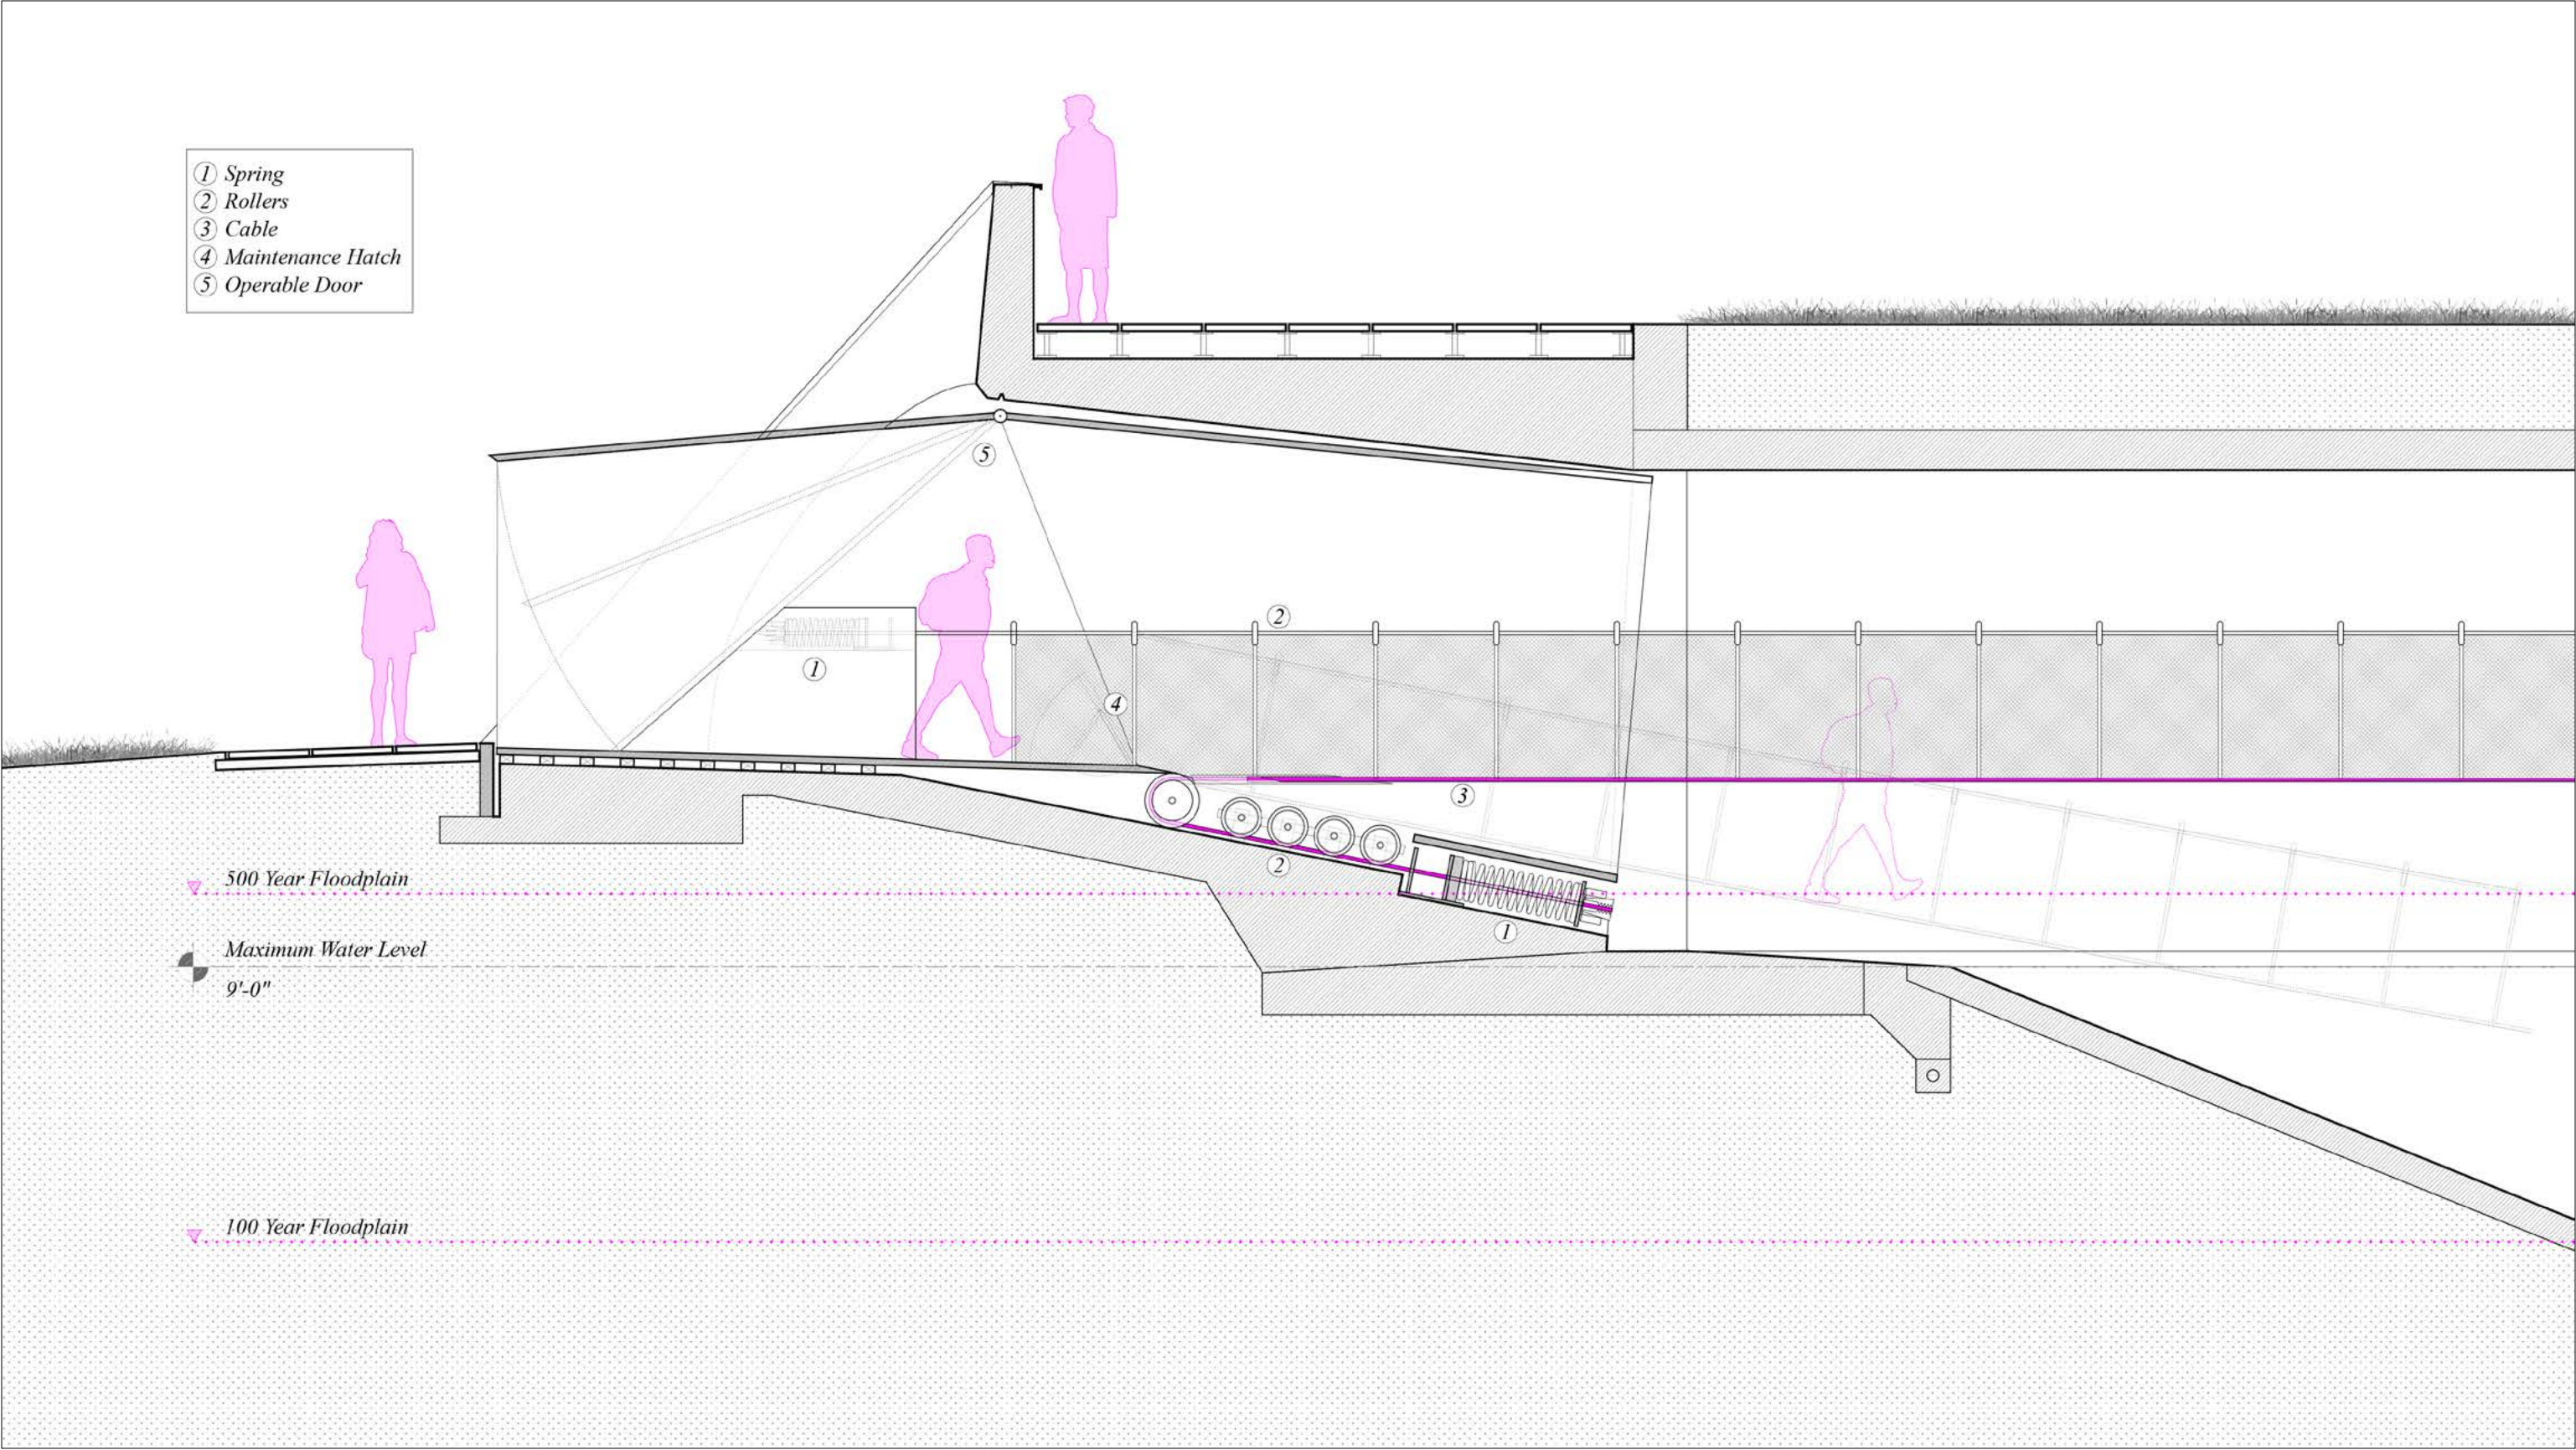 ① Spring
② Rollers
③ Cable
④ Maintenance Hatch
⑤ Operable Door
⑤
②
①
④
③
②
500 Year Floodplain
①
Maximum Water Level
9'-0"
100 Year Floodplain